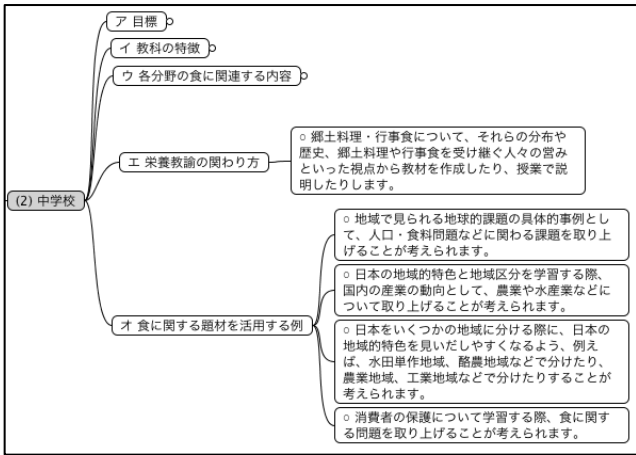 (2) 中学校
ア 目標
イ 教科の特徴
ウ 各分野の食に関連する内容
エ 栄養教諭の関わり方
○ 郷土料理・行事食について、それらの分布や
歴史、郷土料理や行事食を受け継ぐ人々の営み
といった視点から教材を作成したり、授業で説
明したりします。
オ 食に関する題材を活用する例
○ 地域で見られる地球的課題の具体的事例とし
て、人口・食料問題などに関わる課題を取り上
げることが考えられます。
○ 日本の地域的特色と地域区分を学習する際、
国内の産業の動向として、農業や水産業などに
ついて取り上げることが考えられます。
○ 日本をいくつかの地域に分ける際に、日本の
地域的特色を見いだしやすくなるよう、例え
ば、水田単作地域、酪農地域などで分けたり、
農業地域、工業地域などで分けたりすることが
考えられます。
○ 消費者の保護について学習する際、食に関す
る問題を取り上げることが考えられます。